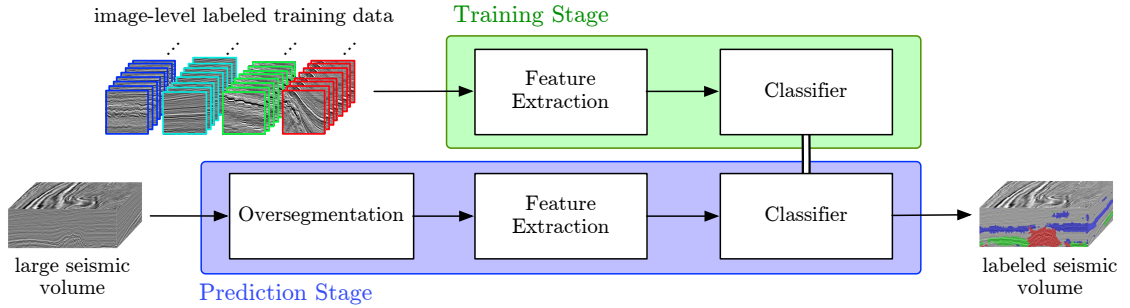 image-level labeled training data
Training Stage
Feature
Extraction
Classifier
Oversegmentation
Feature
Extraction
Classifier
large seismic
volume
labeled seismic
volume
Prediction Stage